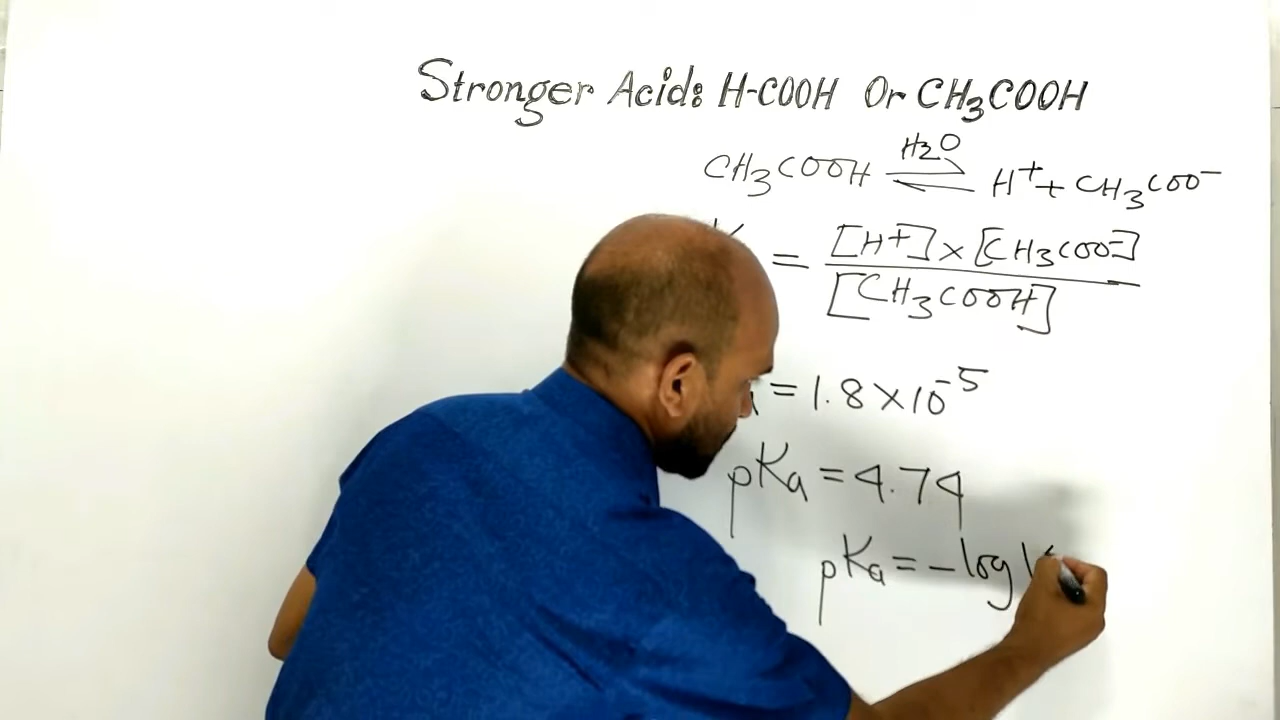 Stronger Acid: H-COOH Or CH3COOH
CH3COOH ⇌ H2O H+ + CH3COO-
= [H+] × [CH3COO-] / [CH3COOH]
= 1.8 × 10-5
pKa = 4.74
pKa = -log